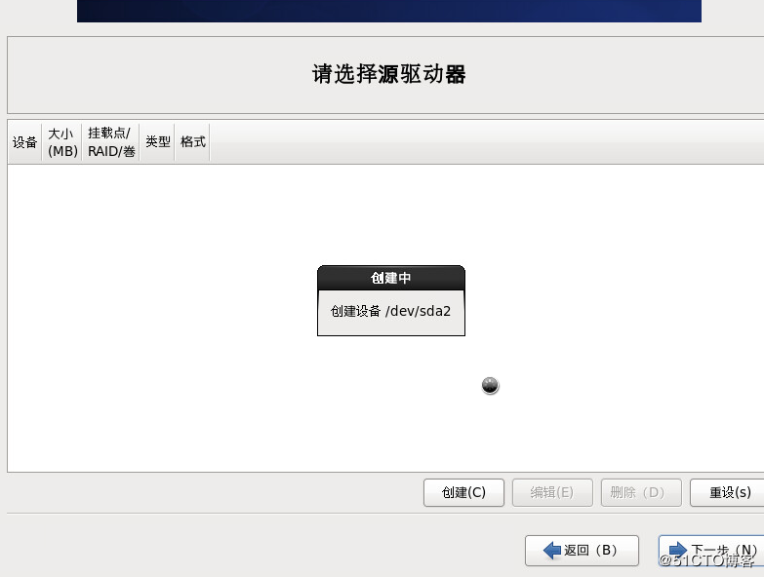 请选择源驱动器
设备
大小
(MB)
挂载点/
RAID/卷
类型
格式
创建中
创建设备 /dev/sda2
创建(C)
编辑(E)
删除（D）
重设(s)
返回（B）
下一步（N）
@51CTO博客